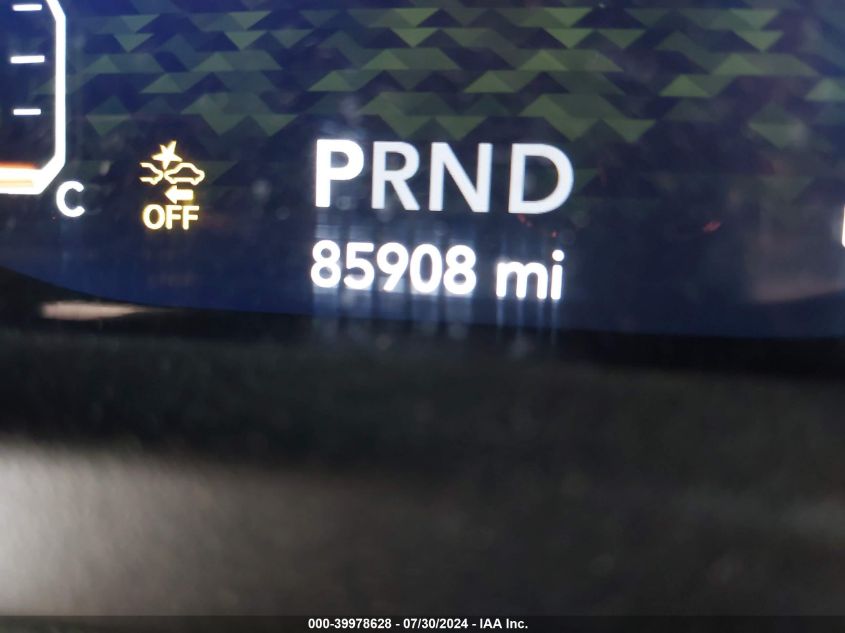 C
OFF
PRND
85908 mi
000-39978628 - 07/30/2024 - IAA Inc.